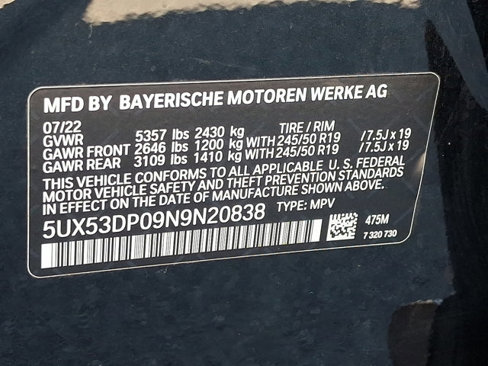 MFD BY BAYERISCHE MOTOREN WERKE AG
07/22 TIRE / RIM
GVWR 5357 lbs 2430 kg
GAWR FRONT 2646 lbs 1200 kg WITH 245/50 R19 / 7.5J x 19
GAWR REAR 3109 lbs 1410 kg WITH 245/50 R19 / 7.5J x 19
THIS VEHICLE CONFORMS TO ALL APPLICABLE U. S. FEDERAL
MOTOR VEHICLE SAFETY AND THEFT PREVENTION STANDARDS
IN EFFECT ON THE DATE OF MANUFACTURE SHOWN ABOVE.
5UX53DP09N9N20838 TYPE: MPV
475M
7 320 730